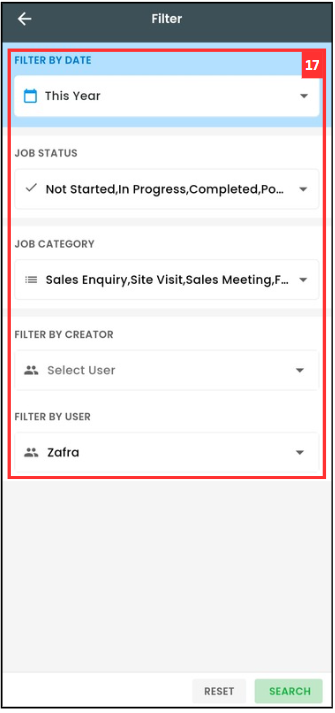 Filter
FILTER BY DATE
17
This Year
JOB STATUS
Not Started,In Progress,Completed,Po...
JOB CATEGORY
Sales Enquiry,Site Visit,Sales Meeting,F...
FILTER BY CREATOR
Select User
FILTER BY USER
Zafra
RESET
SEARCH